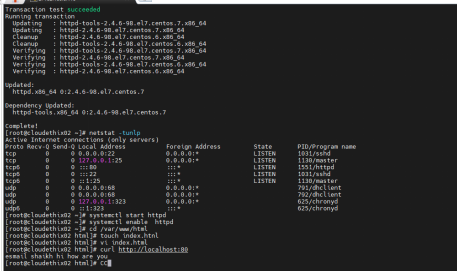 Transaction test succeeded
Running transaction
Updating : httpd-tools-2.4.6-98.el7.centos.7.x86_64
Updating : httpd-2.4.6-98.el7.centos.7.x86_64
Cleanup : httpd-2.4.6-98.el7.centos.6.x86_64
Cleanup : httpd-tools-2.4.6-98.el7.centos.6.x86_64
Verifying : httpd-tools-2.4.6-98.el7.centos.7.x86_64
Verifying : httpd-2.4.6-98.el7.centos.7.x86_64
Verifying : httpd-tools-2.4.6-98.el7.centos.6.x86_64
Verifying : httpd-2.4.6-98.el7.centos.6.x86_64
Updated:
httpd.x86_64 0:2.4.6-98.el7.centos.7
Dependency Updated:
httpd-tools.x86_64 0:2.4.6-98.el7.centos.7
Complete!
[root@cloudethix02 ~]# netstat -tunlp
Active Internet connections (only servers)
Proto Recv-Q Send-Q Local Address Foreign Address State PID/Program name
tcp 0 0 0.0.0.0:22 0.0.0.0:* LISTEN 1031/sshd
tcp 0 0 127.0.0.1:25 0.0.0.0:* LISTEN 1130/master
tcp6 0 0 :::80 :::* LISTEN 1551/httpd
tcp6 0 0 :::22 :::* LISTEN 1031/sshd
tcp6 0 0 ::1:25 :::* LISTEN 1130/master
udp 0 0 0.0.0.0:68 0.0.0.0:* 791/dhclient
udp 0 0 0.0.0.0:68 0.0.0.0:* 792/dhclient
udp 0 0 127.0.0.1:323 0.0.0.0:* 625/chronyd
udp6 0 0 ::1:323 :::* 625/chronyd
[root@cloudethix02 ~]# systemctl start httpd
[root@cloudethix02 ~]# systemctl enable httpd
[root@cloudethix02 ~]# cd /var/www/html
[root@cloudethix02 html]# touch index.html
[root@cloudethix02 html]# vi index.html
[root@cloudethix02 html]# curl http://localhost:80
esmail shaikh hi how are you
[root@cloudethix02 html]# CC